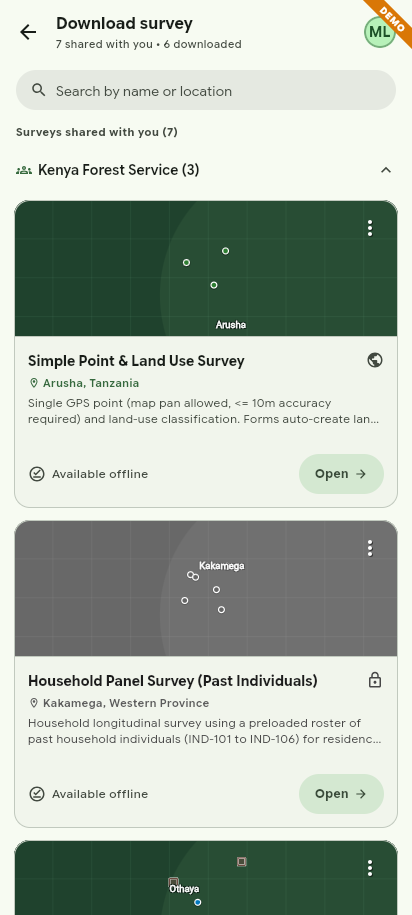 Download survey
7 shared with you • 6 downloaded
ML
DEMO
Search by name or location
Surveys shared with you (7)
Kenya Forest Service (3)
Arusha
Simple Point & Land Use Survey
Arusha, Tanzania
Single GPS point (map pan allowed, <= 10m accuracy
required) and land-use classification. Forms auto-create lan...
Available offline
Open
Kakamega
Household Panel Survey (Past Individuals)
Kakamega, Western Province
Household longitudinal survey using a preloaded roster of
past household individuals (IND-101 to IND-106) for residenc...
Available offline
Open
Othaya